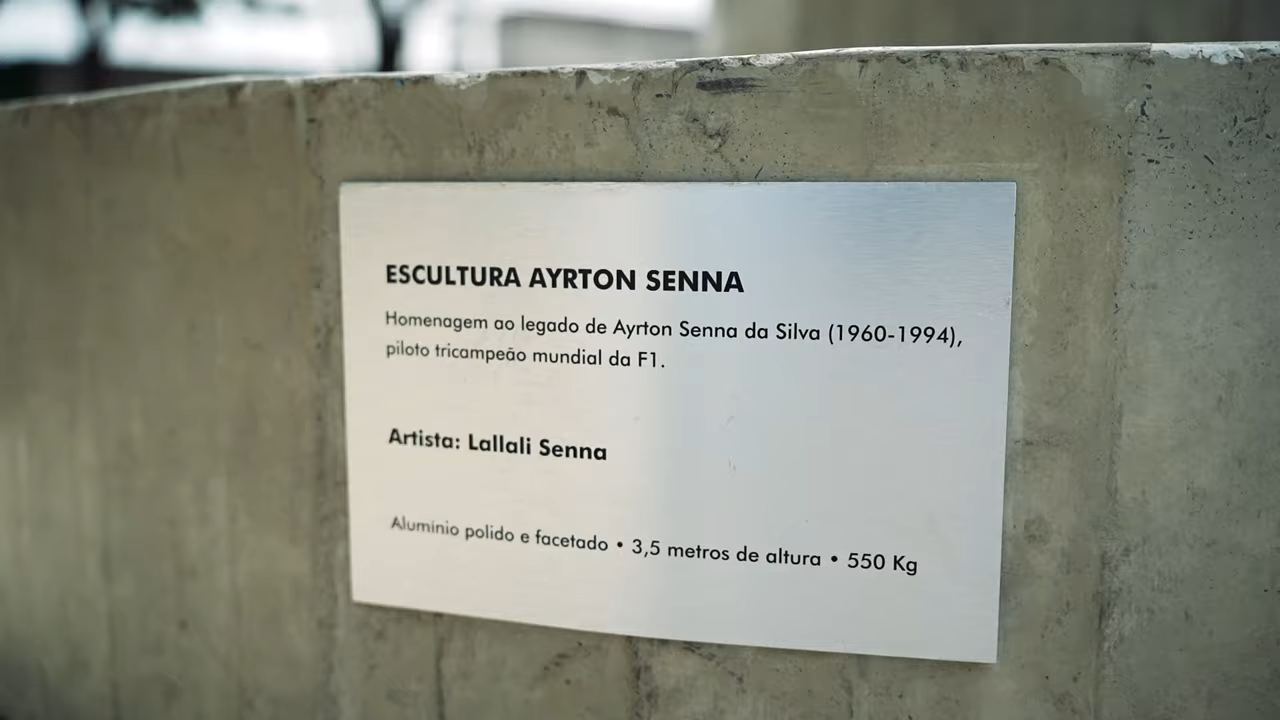 ESCULTURA AYRTON SENNA
Homenagem ao legado de Ayrton Senna da Silva (1960-1994),
piloto tricampeão mundial da F1.
Artista: Lallali Senna
Alumínio polido e facetado • 3,5 metros de altura • 550 Kg